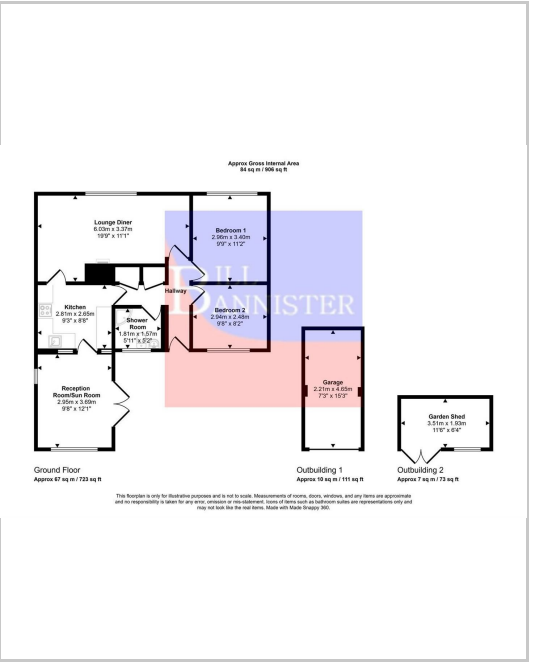 Approx Gross Internal Area
84 sq m / 906 sq ft
Lounge Diner
6.03m x 3.37m
19'9" x 11'1"
Bedroom 1
2.96m x 3.40m
9'9" x 11'2"
Hallway
BILL
BANNISTER
Kitchen
2.81m x 2.65m
9'3" x 8'8"
Shower
Room
1.81m x 1.57m
5'11" x 5'2"
Bedroom 2
2.94m x 2.48m
9'8" x 8'2"
Reception
Room/Sun Room
2.95m x 3.69m
9'8" x 12'1"
Garage
2.21m x 4.65m
7'3" x 15'3"
Garden Shed
3.51m x 1.93m
11'6" x 6'4"
Ground Floor
Approx 67 sq m / 723 sq ft
Outbuilding 1
Approx 10 sq m / 111 sq ft
Outbuilding 2
Approx 7 sq m / 73 sq ft
This floorplan is only for illustrative purposes and is not to scale. Measurements of rooms, doors, windows, and any items are approximate
and no responsibility is taken for any error, omission or mis-statement. Icons of items such as bathroom suites are representations only and
may not look like the real items. Made with Made Snappy 360.